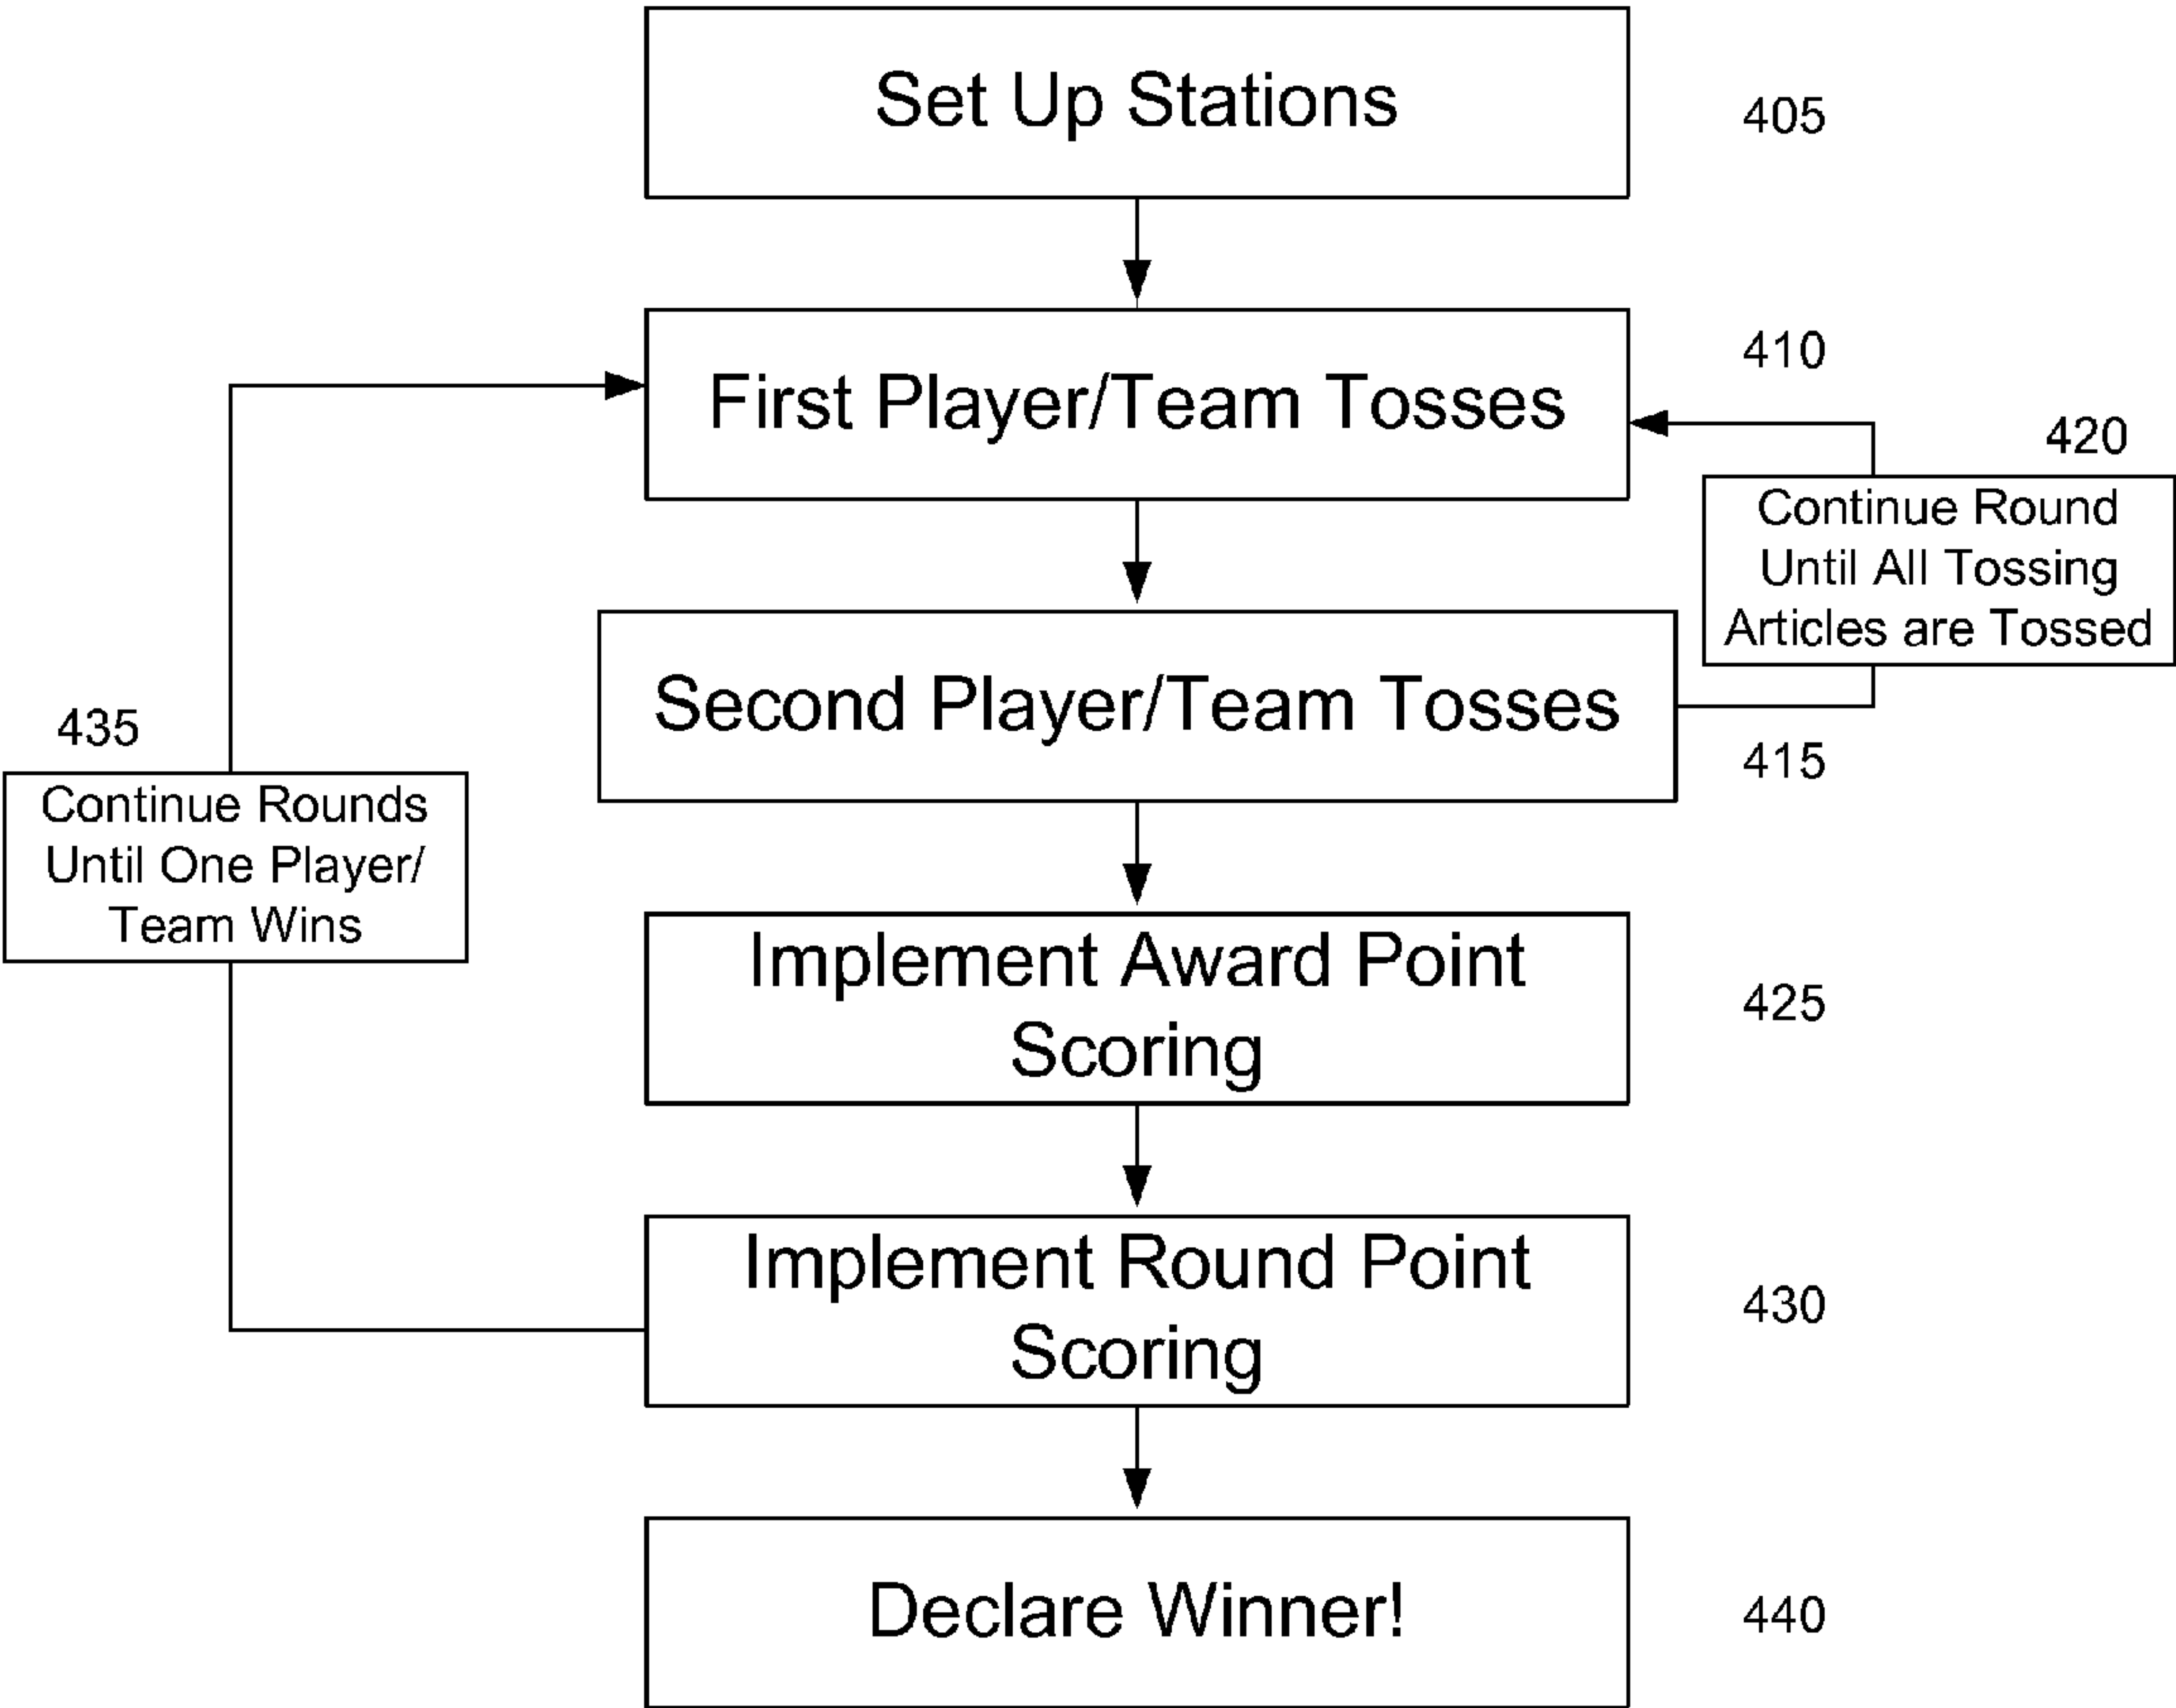 Set Up Stations
405
410
First Player/Team Tosses
420
Continue Round
Until All Tossing
Articles are Tossed
Second Player/Team Tosses
415
435
Continue Rounds
Until One Player/
Team Wins
Implement Award Point
Scoring
425
Implement Round Point
Scoring
430
Declare Winner!
440